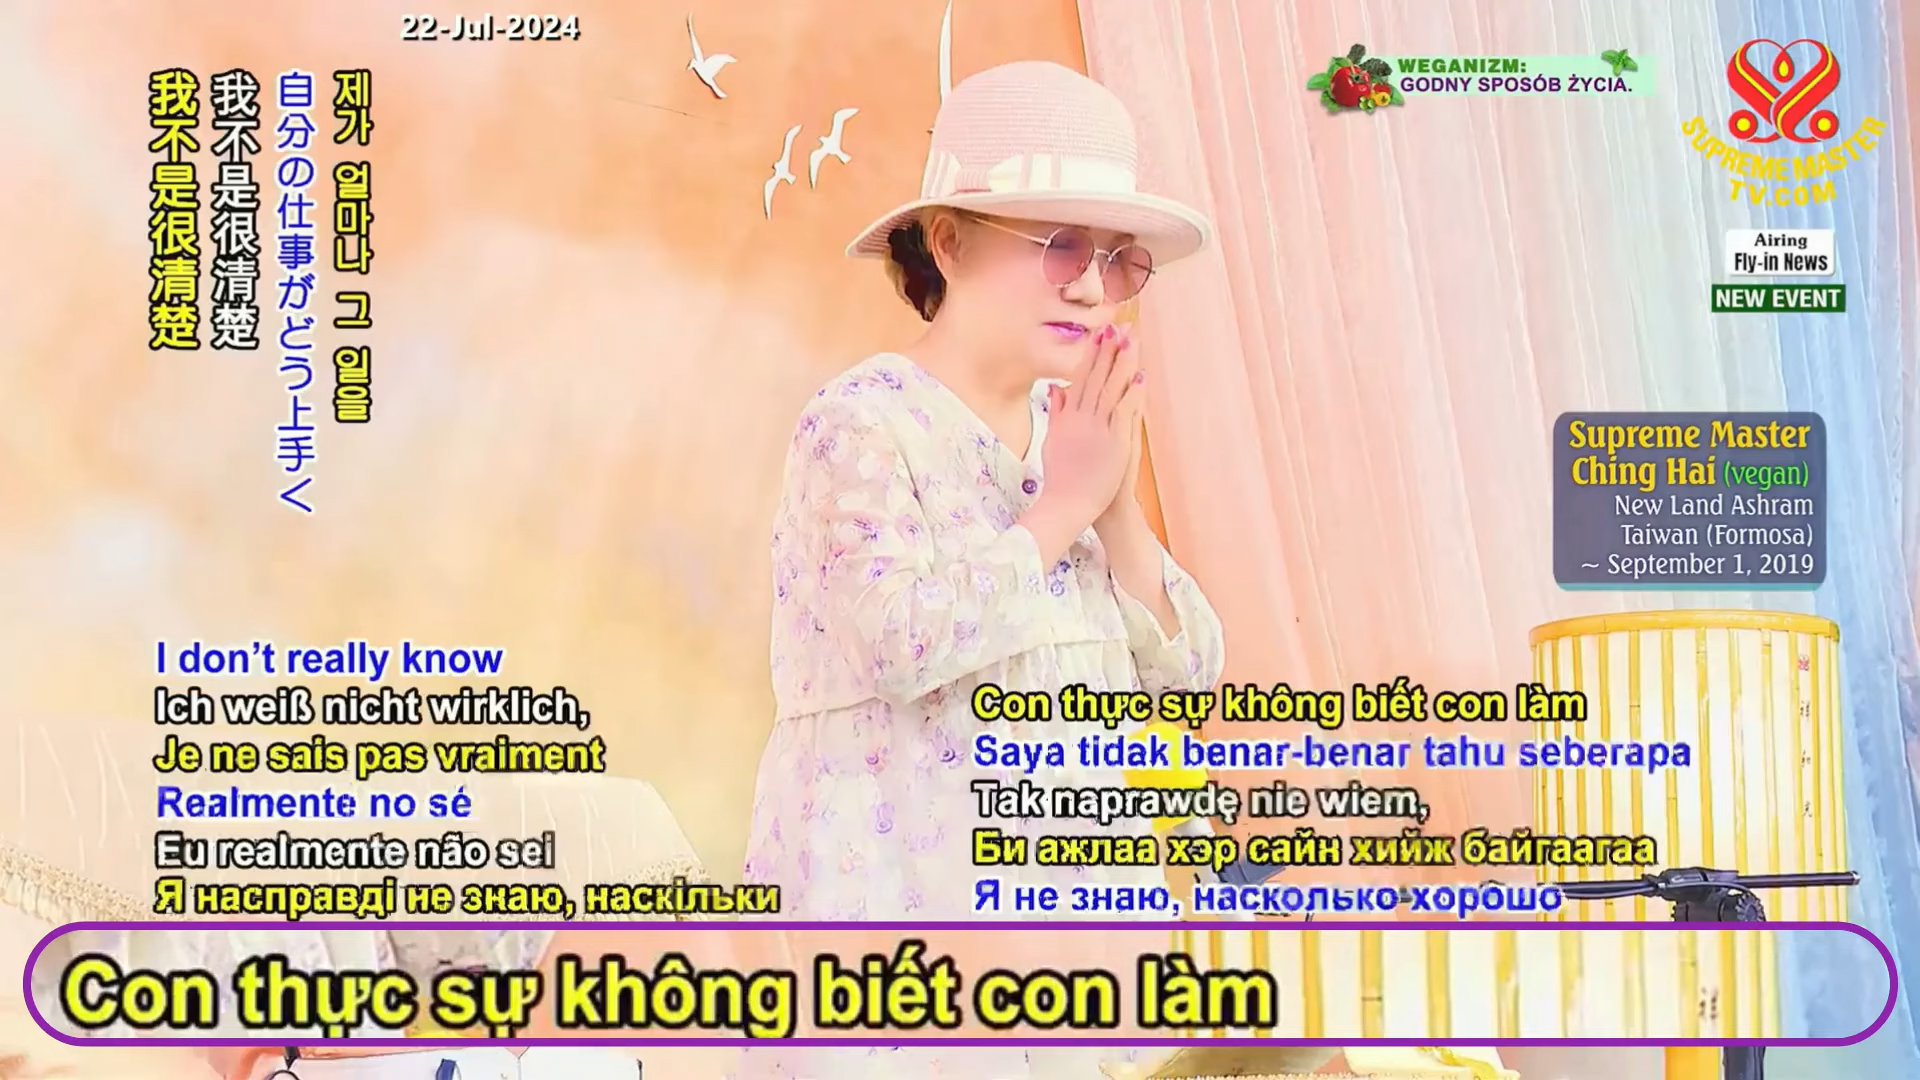 22-Jul-2024
我不是很清楚
我不是很清楚
自分の仕事がどう上手く
제가 얼마나 그 일을
WEGANIZM:
GODNY SPOSÓB ŻYCIA.
SUPREME MASTER
TV.COM
Airing
Fly-in News
NEW EVENT
Supreme Master
Ching Hai (vegan)
New Land Ashram
Taiwan (Formosa)
~ September 1, 2019
I don’t really know
Ich weiß nicht wirklich,
Je ne sais pas vraiment
Realmente no sé
Eu realmente não sei
Я насправді не знаю, наскільки
Con thực sự không biết con làm
Saya tidak benar-benar tahu seberapa
Tak naprawdę nie wiem,
Би ажлаа хэр сайн хийж байгаагаа
Я не знаю, насколько хорошо
Con thực sự không biết con làm